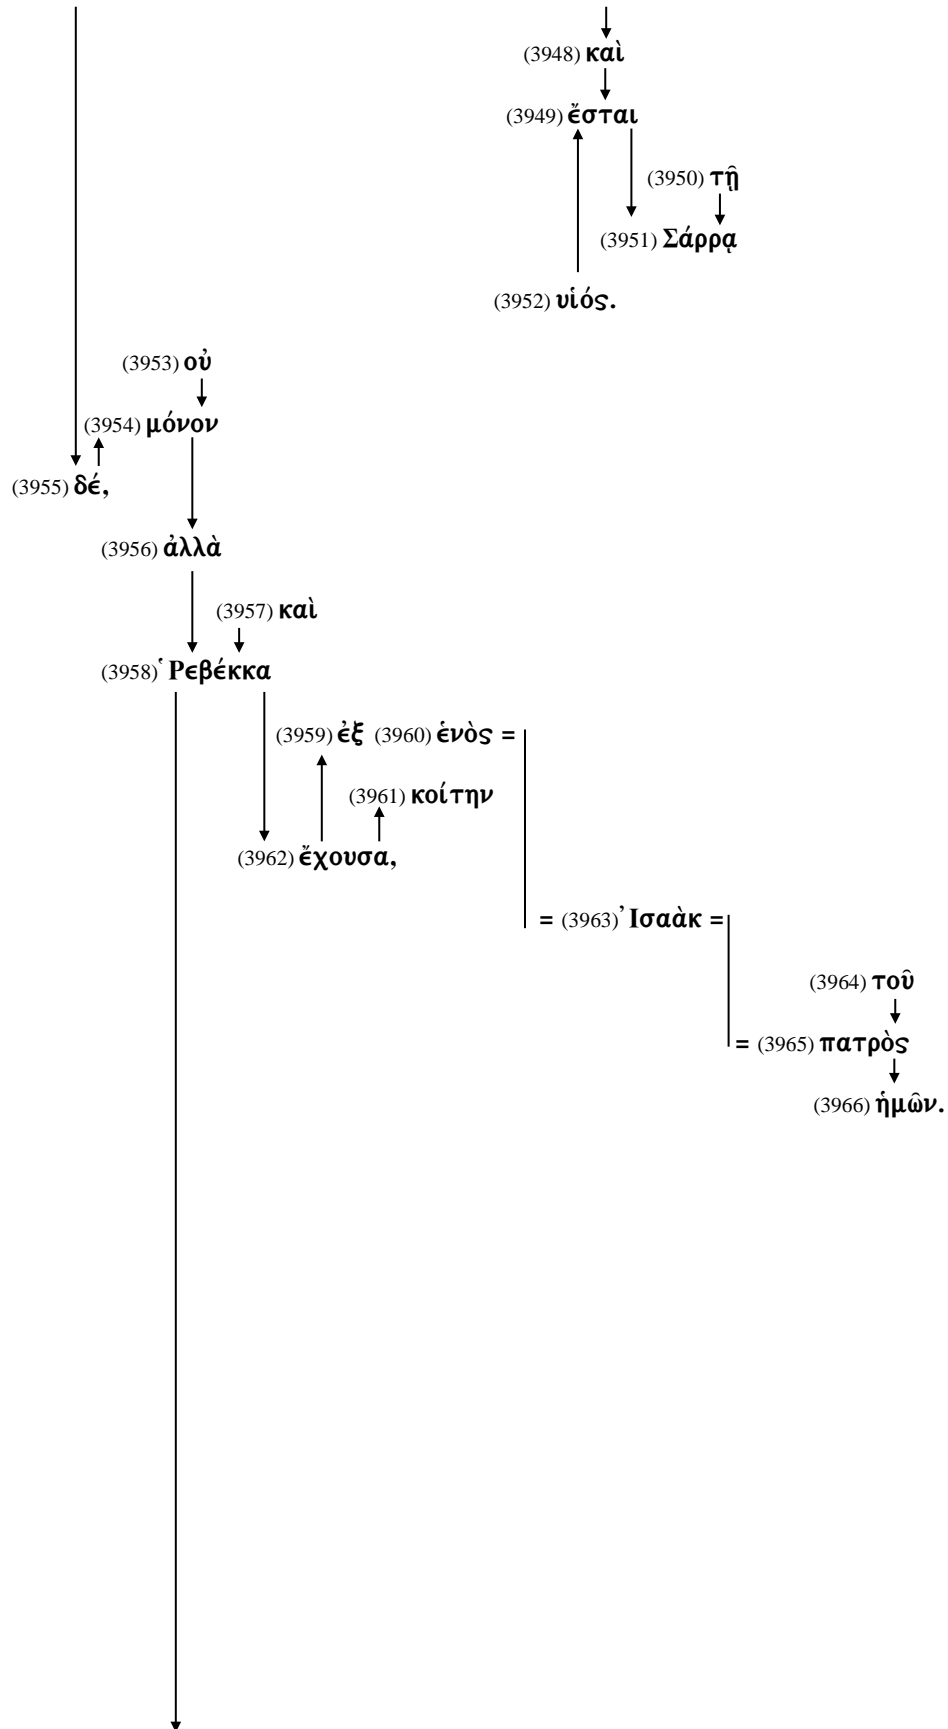 (3948) καὶ
(3949) ἔσται
(3950) τῇ
(3951) Σάρρᾳ
(3952) υἱός.
(3953) οὐ
(3954) μόνον
(3955) δέ,
(3956) ἀλλὰ
(3957) καὶ
(3958) Ῥεβέκκα
(3959) ἐξ (3960) ἑνὸς =
(3961) κοίτην
(3962) ἔχουσα,
= (3963) Ἰσαὰκ =
(3964) τοῦ
= (3965) πατρὸς
(3966) ἡμῶν.